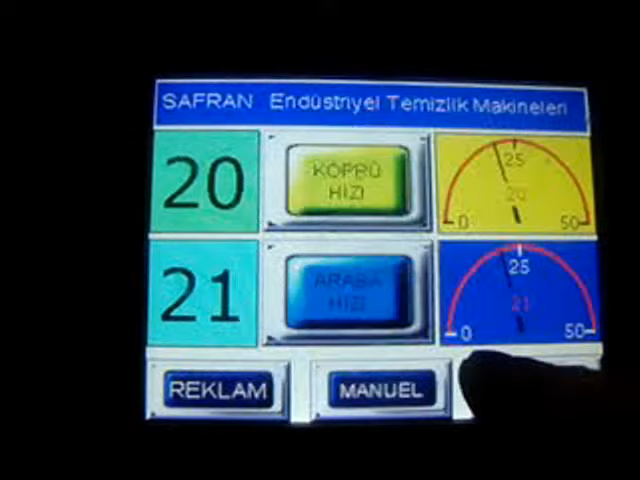 SAFRAN Endüstriyel Temizlik Makineleri
20
KÖPRÜ
HIZI
25
20
0
50
21
ARABA
HIZI
25
21
0
50
REKLAM
MANUEL